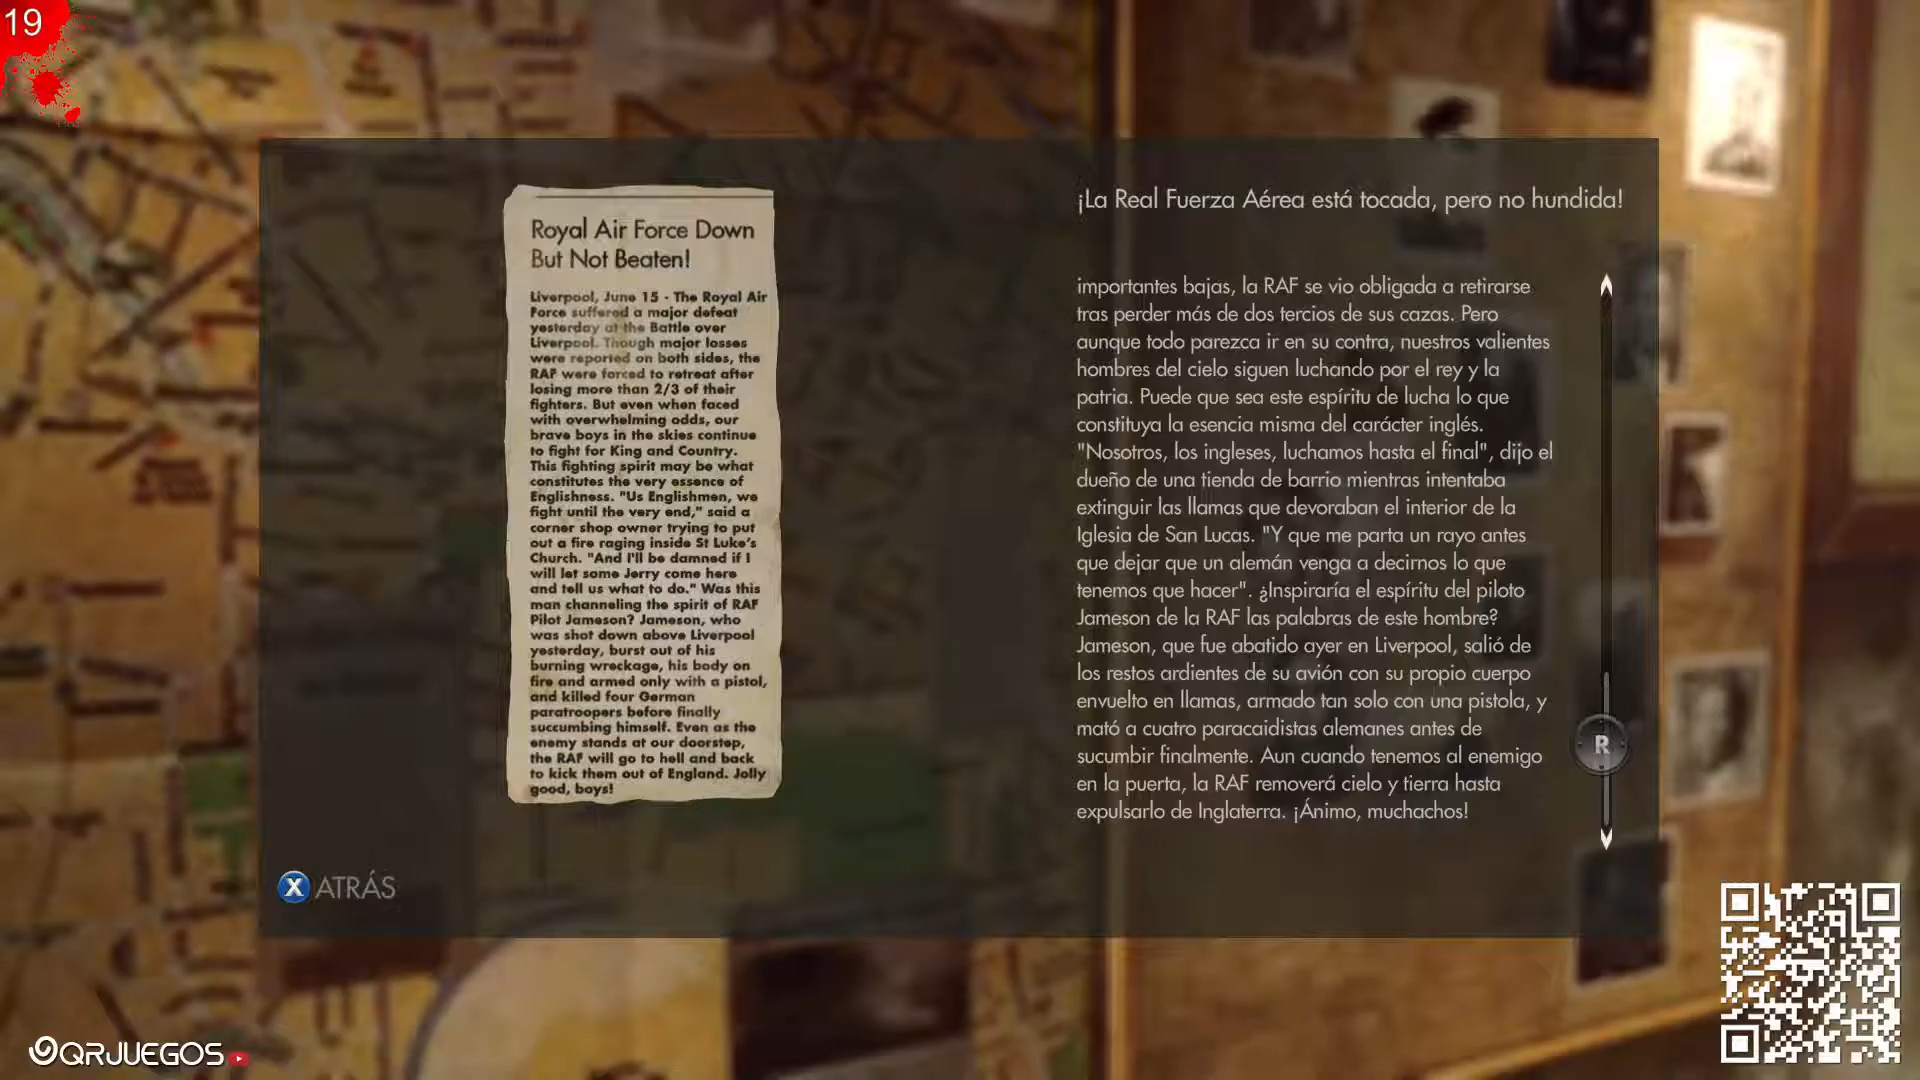 19
Royal Air Force Down
But Not Beaten!
Liverpool, June 15 - The Royal Air
Force suffered a major defeat
yesterday at the Battle over
Liverpool. Though major losses
were reported on both sides, the
RAF were forced to retreat after
losing more than 2/3 of their
fighters. But even when faced
with overwhelming odds, our
brave boys in the skies continue
to fight for King and Country.
This fighting spirit may be what
constitutes the very essence of
Englishness. "Us Englishmen, we
fight until the very end," said a
corner shop owner trying to put
out a fire raging inside St Luke's
Church. "And I'll be damned if I
will let some Jerry come here
and tell us what to do." Was this
man channeling the spirit of RAF
Pilot Jameson? Jameson, who
was shot down above Liverpool
yesterday, burst out of his
burning wreckage, his body on
fire and armed only with a pistol,
and killed four German
paratroopers before finally
succumbing himself. Even as the
enemy stands at our doorstep,
the RAF will go to hell and back
to kick them out of England. Jolly
good, boys!
¡La Real Fuerza Aérea está tocada, pero no hundida!
importantes bajas, la RAF se vio obligada a retirarse
tras perder más de dos tercios de sus cazas. Pero
aunque todo parezca ir en su contra, nuestros valientes
hombres del cielo siguen luchando por el rey y la
patria. Puede que sea este espíritu de lucha lo que
constituya la esencia misma del carácter inglés.
"Nosotros, los ingleses, luchamos hasta el final", dijo el
dueño de una tienda de barrio mientras intentaba
extinguir las llamas que devoraban el interior de la
Iglesia de San Lucas. "Y que me parta un rayo antes
que dejar que un alemán venga a decirnos lo que
tenemos que hacer". ¿Inspiraría el espíritu del piloto
Jameson de la RAF las palabras de este hombre?
Jameson, que fue abatido ayer en Liverpool, salió de
los restos ardientes de su avión con su propio cuerpo
envuelto en llamas, armado tan solo con una pistola, y
mató a cuatro paracaidistas alemanes antes de
sucumbir finalmente. Aun cuando tenemos al enemigo
en la puerta, la RAF removerá cielo y tierra hasta
expulsarlo de Inglaterra. ¡Ánimo, muchachos!
R
X ATRÁS
QRJUEGOS